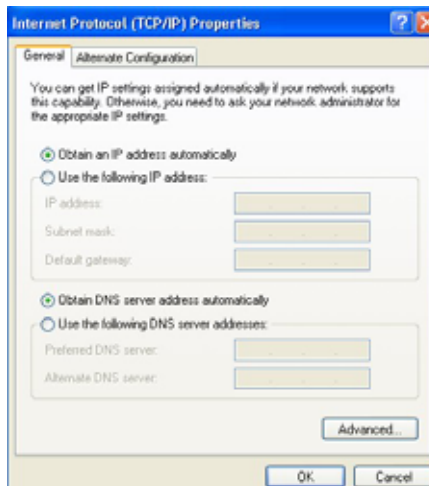 Internet Protocol (TCP/IP) Properties
General
Alternate Configuration
You can get IP settings assigned automatically if your network supports
this capability. Otherwise, you need to ask your network administrator for
the appropriate IP settings.
Obtain an IP address automatically
Use the following IP address:
IP address:
Subnet mask:
Default gateway:
Obtain DNS server address automatically
Use the following DNS server addresses:
Preferred DNS server:
Alternate DNS server:
Advanced...
OK
Cancel